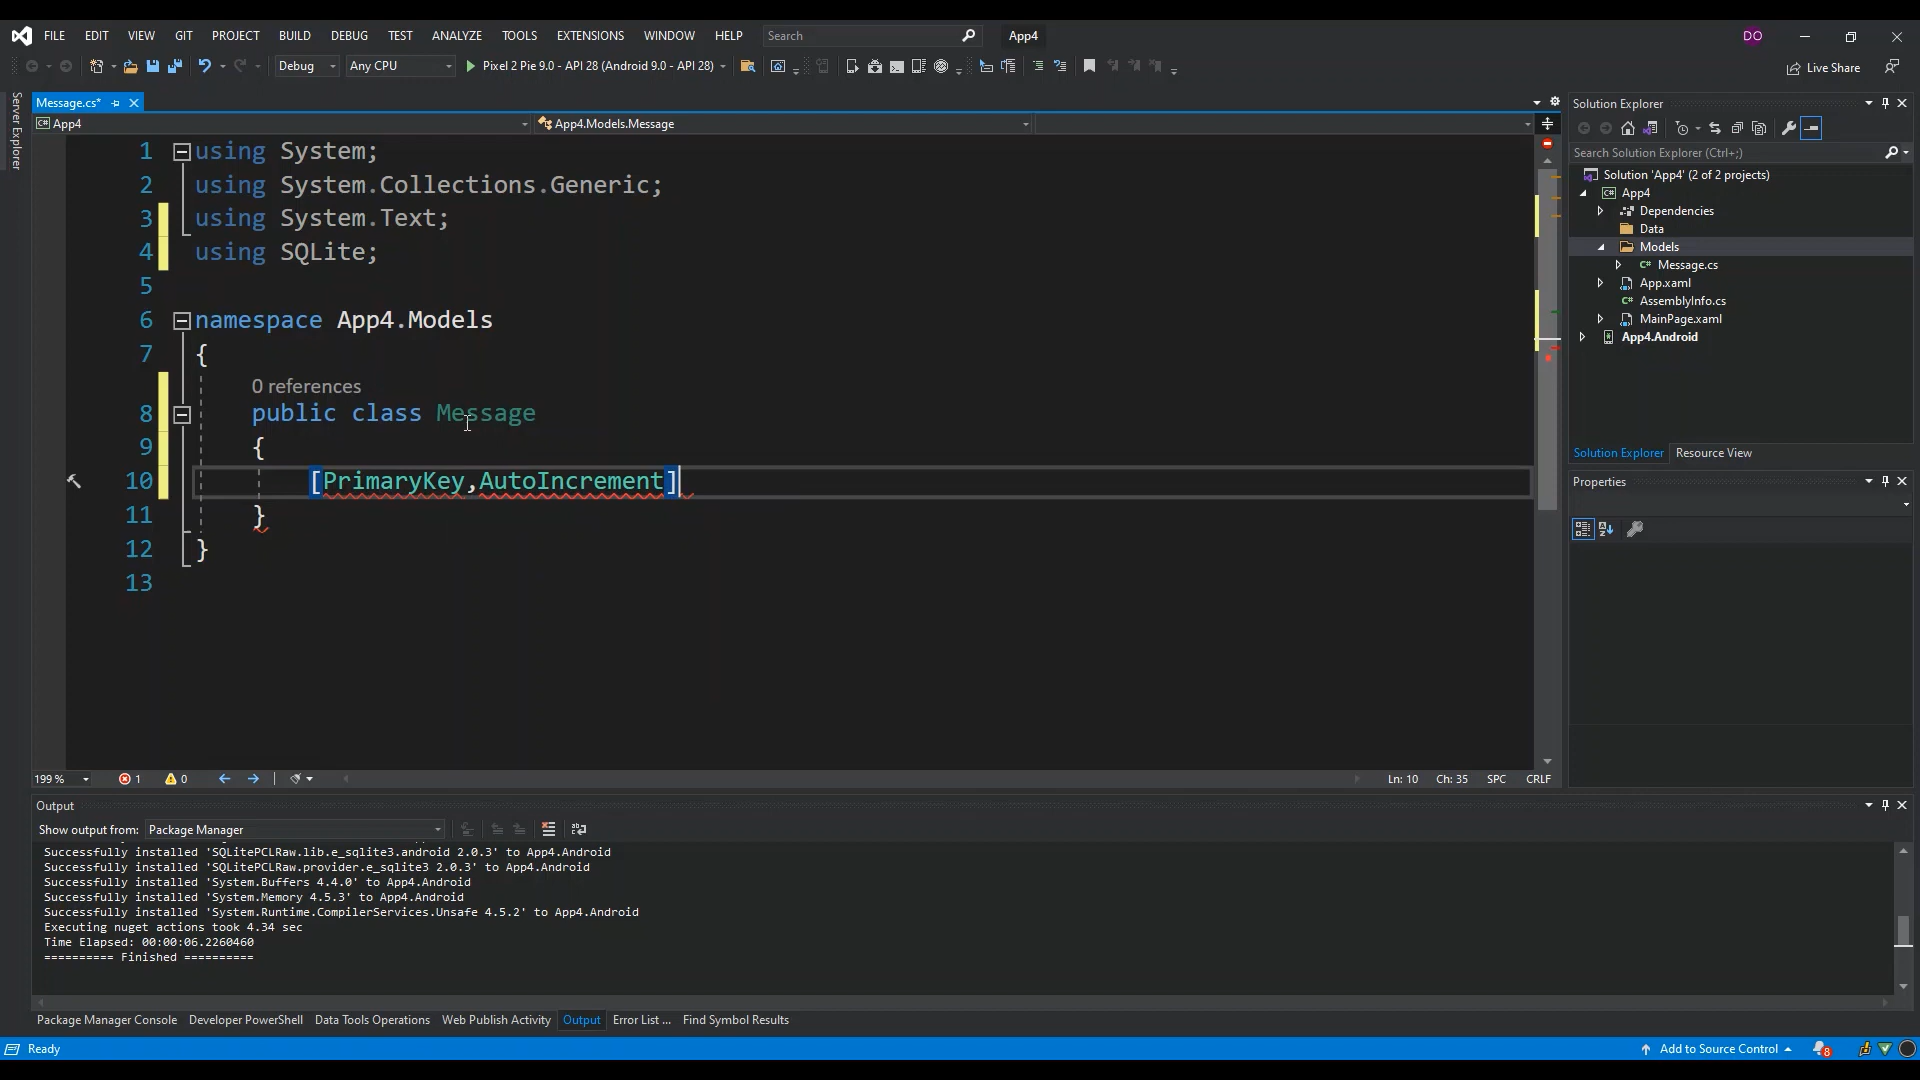 FILE EDIT VIEW GIT PROJECT BUILD DEBUG TEST ANALYZE TOOLS EXTENSIONS WINDOW HELP Search App4 DO
Debug Any CPU Pixel 2 Pie 9.0 - API 28 (Android 9.0 - API 28) Live Share
Server Explorer
Message.cs*
App4 App4.Models.Message
1 using System;
2 using System.Collections.Generic;
3 using System.Text;
4 using SQLite;
5
6 namespace App4.Models
7 {
0 references
8 public class Message
9 {
10 [PrimaryKey,AutoIncrement]
11 }
12 }
13
199 % 1 0 Ln: 10 Ch: 35 SPC CRLF
Solution Explorer
Search Solution Explorer (Ctrl+;)
Solution 'App4' (2 of 2 projects)
App4
Dependencies
Data
Models
Message.cs
App.xaml
AssemblyInfo.cs
MainPage.xaml
App4.Android
Solution Explorer Resource View
Properties
Output
Show output from: Package Manager
Successfully installed 'SQLitePCLRaw.lib.e_sqlite3.android 2.0.3' to App4.Android
Successfully installed 'SQLitePCLRaw.provider.e_sqlite3 2.0.3' to App4.Android
Successfully installed 'System.Buffers 4.4.0' to App4.Android
Successfully installed 'System.Memory 4.5.3' to App4.Android
Successfully installed 'System.Runtime.CompilerServices.Unsafe 4.5.2' to App4.Android
Executing nuget actions took 4.34 sec
Time Elapsed: 00:00:06.2260460
========== Finished ==========
Package Manager Console Developer PowerShell Data Tools Operations Web Publish Activity Output Error List ... Find Symbol Results
Ready Add to Source Control 8